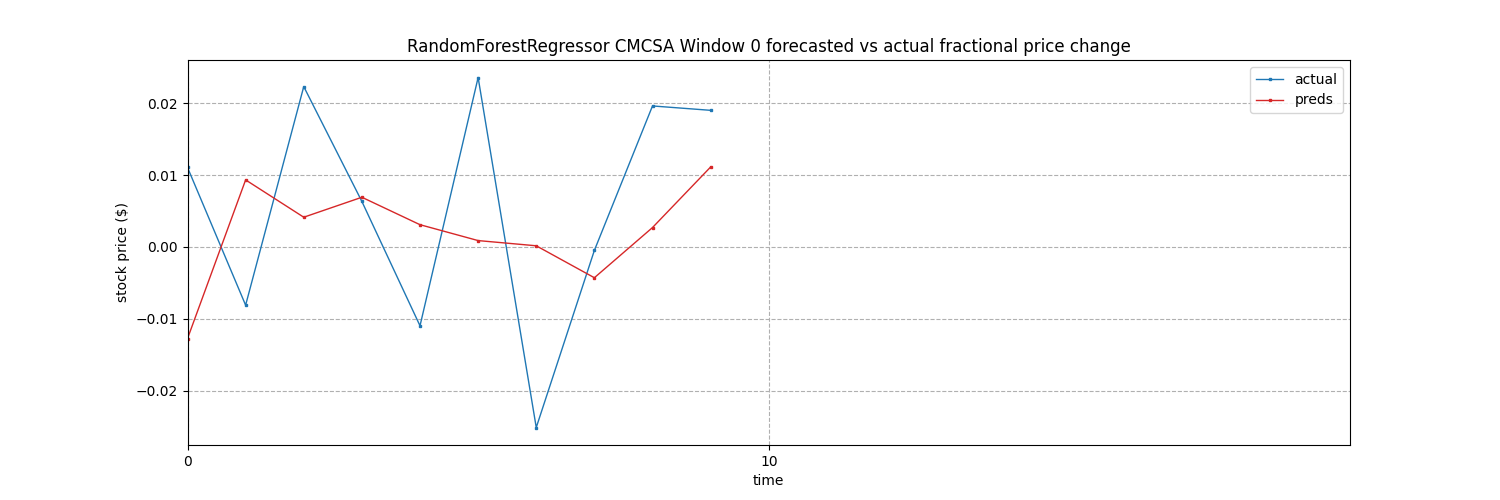 RandomForestRegressor CMCSA Window 0 forecasted vs actual fractional price change
actual
preds
0.02
0.01
0.00
−0.01
−0.02
stock price ($)
0
10
time